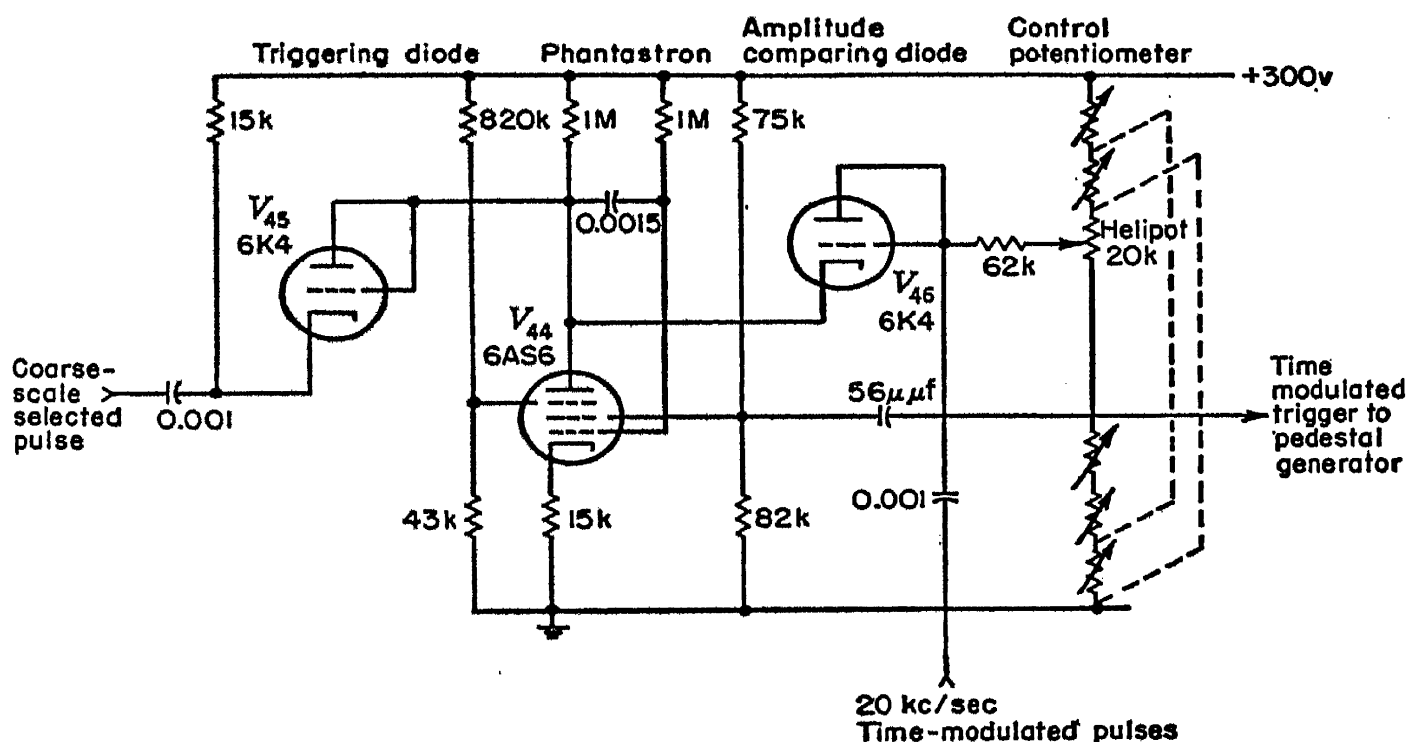 Triggering diode
Phantastron
Amplitude
comparing diode
Control
potentiometer
+300v
15k
820k
1M
1M
75k
V45
6K4
0.0015
Helipot
20k
62k
V46
6K4
V44
6AS6
Coarse-
scale
selected
pulse
0.001
56μμf
Time
modulated
trigger to
pedestal
generator
43k
15k
82k
0.001
20 kc/sec
Time-modulated pulses